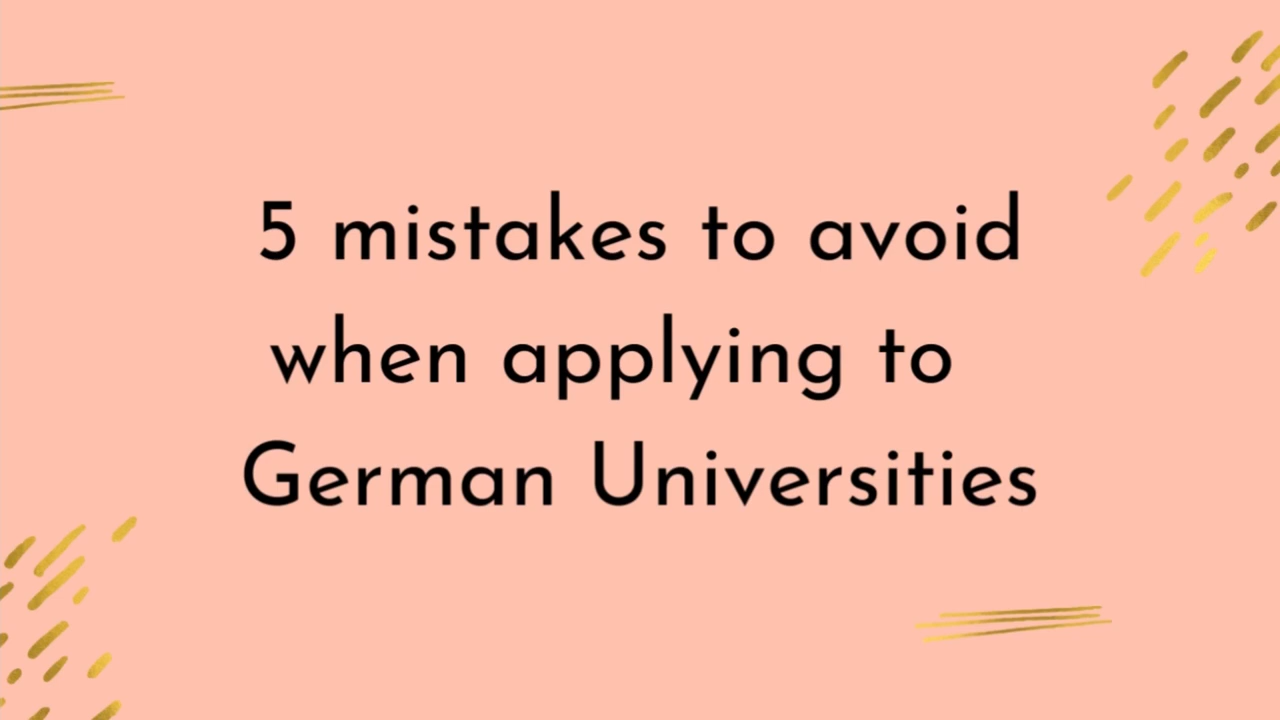 5 mistakes to avoid
when applying to
German Universities